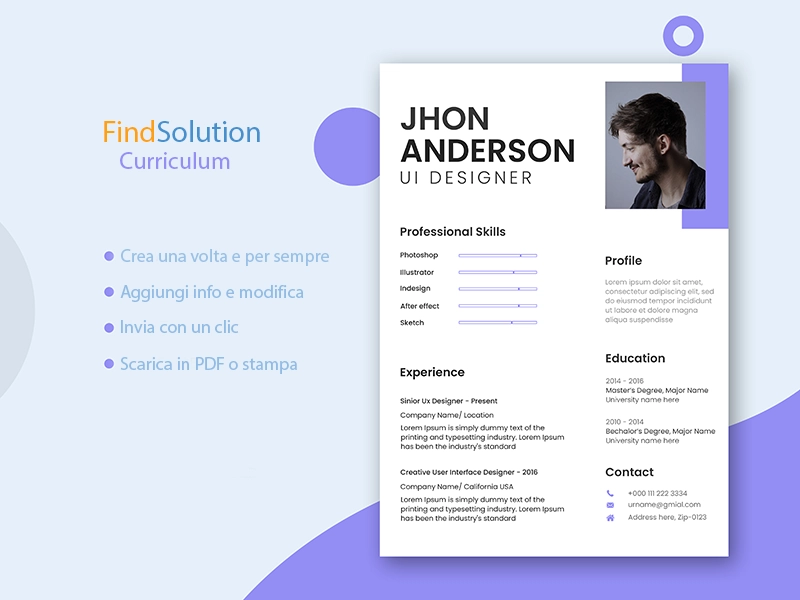 FindSolution
Curriculum
Crea una volta e per sempre
Aggiungi info e modifica
Invia con un clic
Scarica in PDF o stampa
JHON
ANDERSON
UI DESIGNER
Professional Skills
Photoshop
Illustrator
Indesign
After effect
Sketch
Experience
Sinior Ux Designer - Present
Company Name/ Location
Lorem Ipsum is simply dummy text of the
printing and typesetting industry. Lorem Ipsum
has been the industry's standard
Creative User Interface Designer - 2016
Company Name/ California USA
Lorem Ipsum is simply dummy text of the
printing and typesetting industry. Lorem Ipsum
has been the industry's standard
Profile
Lorem ipsum dolor sit amet,
consectetur adipiscing elit, sed
do eiusmod tempor incididunt
ut labore et dolore magna
aliqua suspendisse
Education
2014 - 2016
Master's Degree, Major Name
University name here
2010 - 2014
Bechalor's Degree, Major Name
University name here
Contact
+000 111 222 3334
urname@gmial.com
Address here, Zip-0123